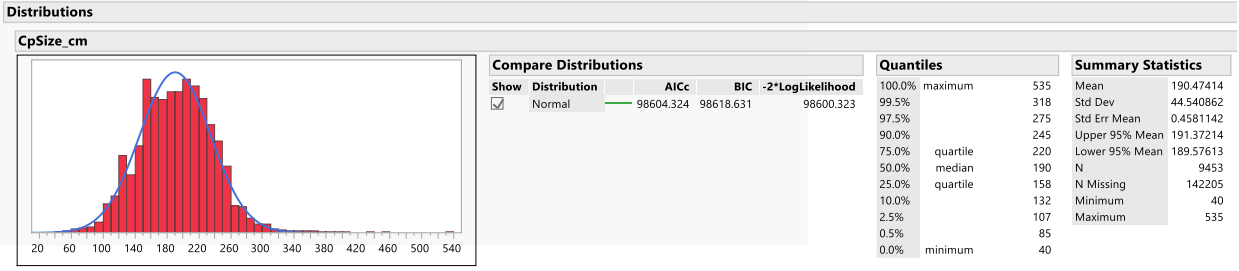 Distributions
CpSize_cm
20 60 100 140 180 220 260 300 340 380 420 460 500 540
Compare Distributions
Show Distribution AICc BIC -2*LogLikelihood
Normal 98604.324 98618.631 98600.323
Quantiles
100.0% maximum 535
99.5% 318
97.5% 275
90.0% 245
75.0% quartile 220
50.0% median 190
25.0% quartile 158
10.0% 132
2.5% 107
0.5% 85
0.0% minimum 40
Summary Statistics
Mean 190.47414
Std Dev 44.540862
Std Err Mean 0.4581142
Upper 95% Mean 191.37214
Lower 95% Mean 189.57613
N 9453
N Missing 142205
Minimum 40
Maximum 535